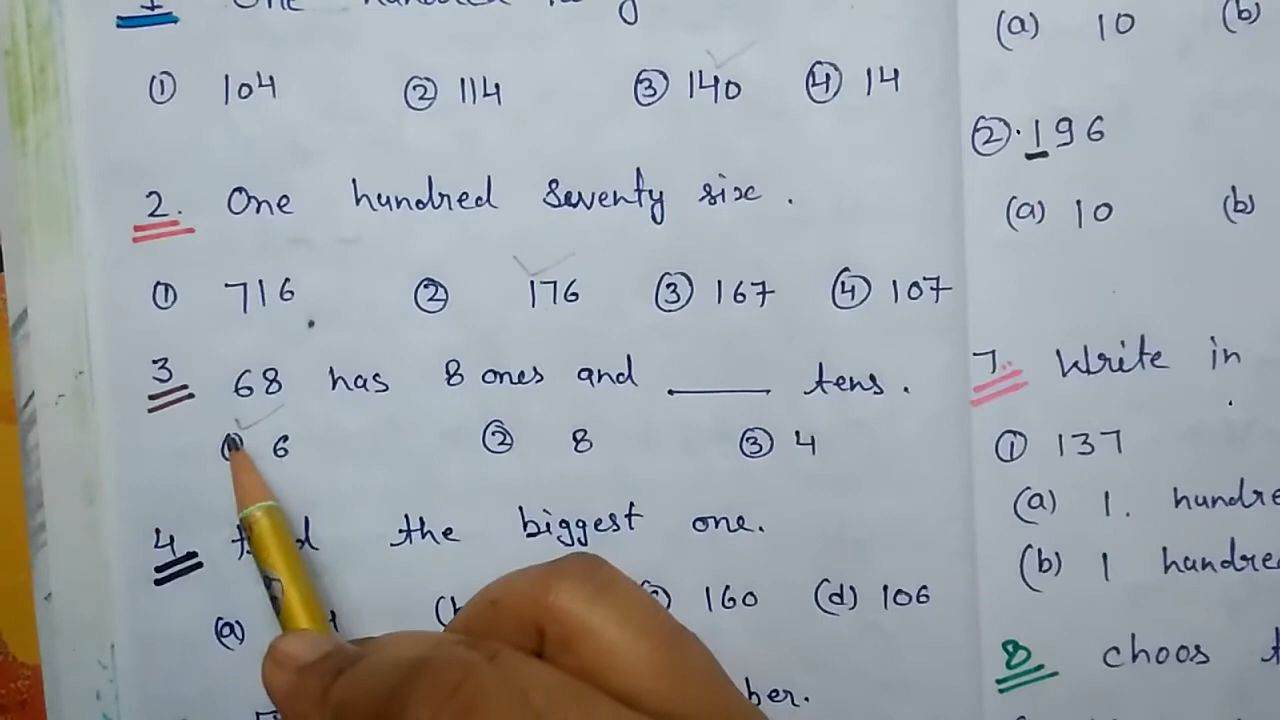 ① 104 ② 114 ③ 140 ④ 14
2. One hundred seventy six.
① 716 ② 176 ③ 167 ④ 107
3 68 has 8 ones and ____ tens.
① 6 ② 8 ③ 4
4 the biggest one.
(a) 160 (d) 106
(a) 10 (b)
②. 196
(a) 10 (b)
7. Write in
① 137
(a) 1. hundre
(b) 1 hundre
8 choos